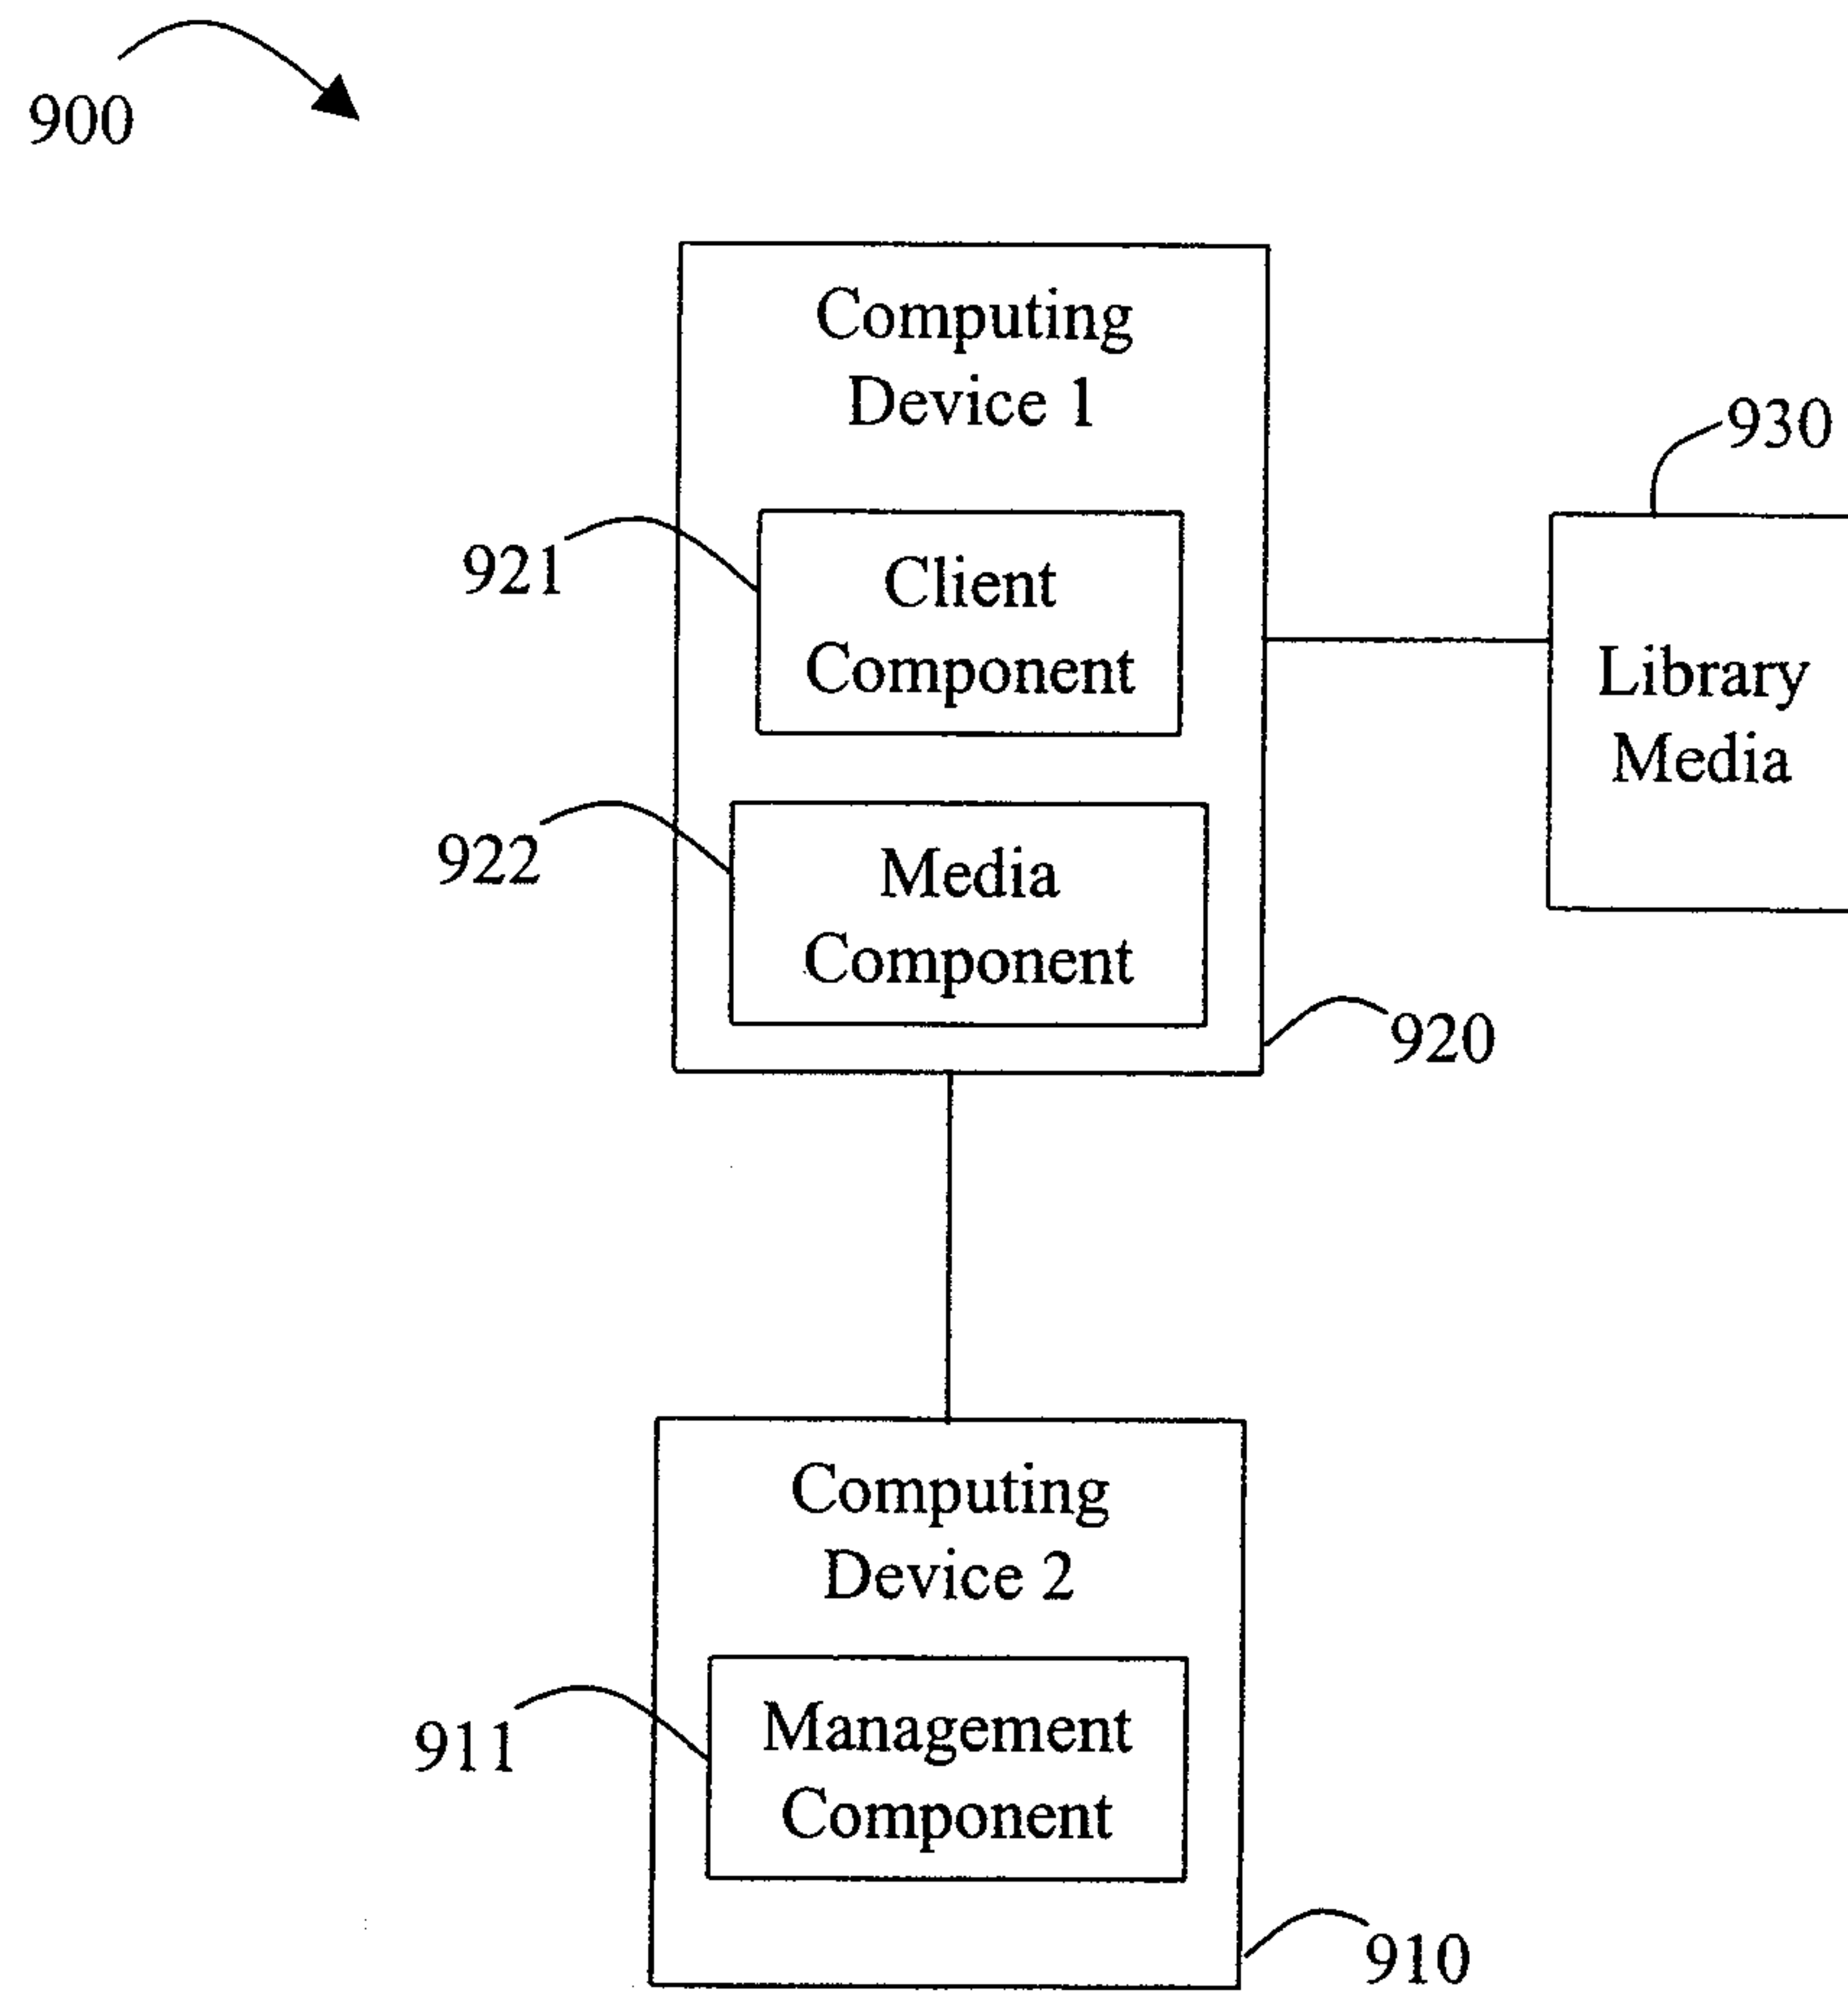 900
Computing
Device 1
930
921
Client
Component
Library
Media
922
Media
Component
920
Computing
Device 2
911
Management
Component
910